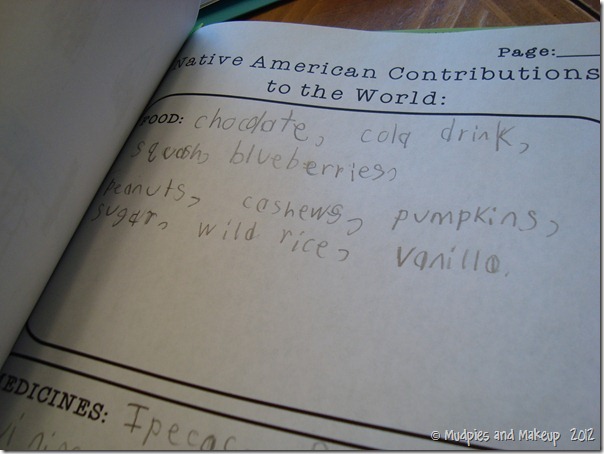 Page:____
Native American Contributions
to the World:
FOOD: chocolate, cola drink,
squash, blueberries,
peanuts, cashews, pumpkins,
sugar, wild rice, vanilla.
MEDICINES: Ipecac
© Mudpies and Makeup 2012